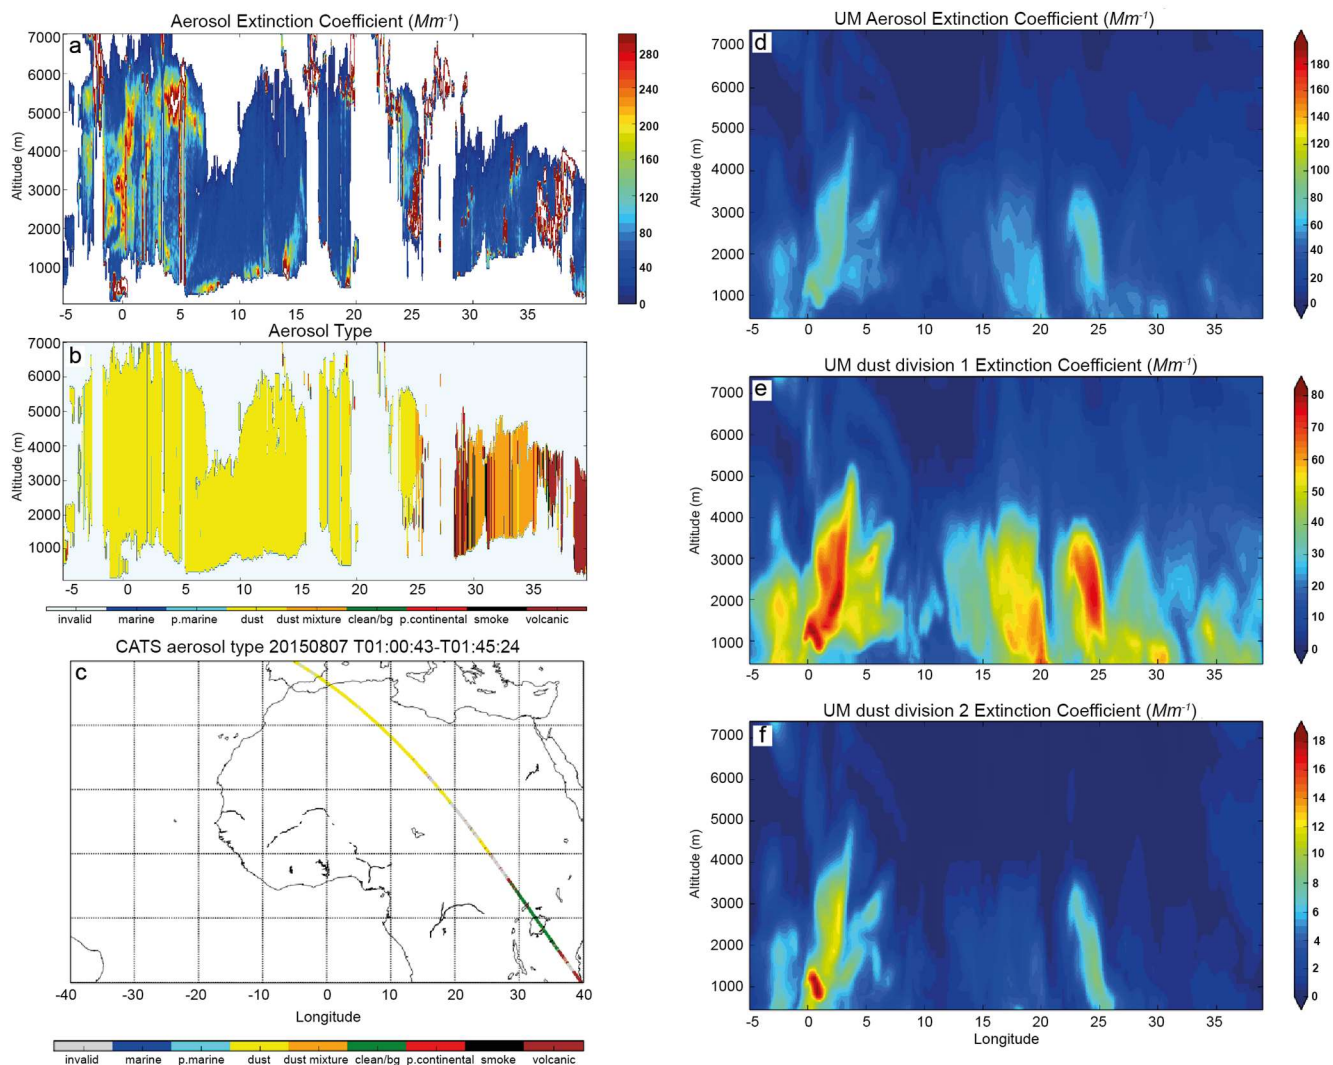 Aerosol Extinction Coefficient (Mm⁻¹)
a
Altitude (m)
7000
6000
5000
4000
3000
2000
1000
-5 0 5 10 15 20 25 30 35
280
240
200
160
120
80
40
0
Aerosol Type
b
Altitude (m)
7000
6000
5000
4000
3000
2000
1000
-5 0 5 10 15 20 25 30 35
invalid marine p.marine dust dust mixture clean/bg p.continental smoke volcanic
CATS aerosol type 20150807 T01:00:43-T01:45:24
c
-40 -30 -20 -10 0 10 20 30 40
Longitude
invalid marine p.marine dust dust mixture clean/bg p.continental smoke volcanic
UM Aerosol Extinction Coefficient (Mm⁻¹)
d
Altitude (m)
7000
6000
5000
4000
3000
2000
1000
-5 0 5 10 15 20 25 30 35
180
160
140
120
100
80
60
40
20
0
UM dust division 1 Extinction Coefficient (Mm⁻¹)
e
Altitude (m)
7000
6000
5000
4000
3000
2000
1000
-5 0 5 10 15 20 25 30 35
80
70
60
50
40
30
20
10
0
UM dust division 2 Extinction Coefficient (Mm⁻¹)
f
Altitude (m)
7000
6000
5000
4000
3000
2000
1000
-5 0 5 10 15 20 25 30 35
Longitude
18
16
14
12
10
8
6
4
2
0